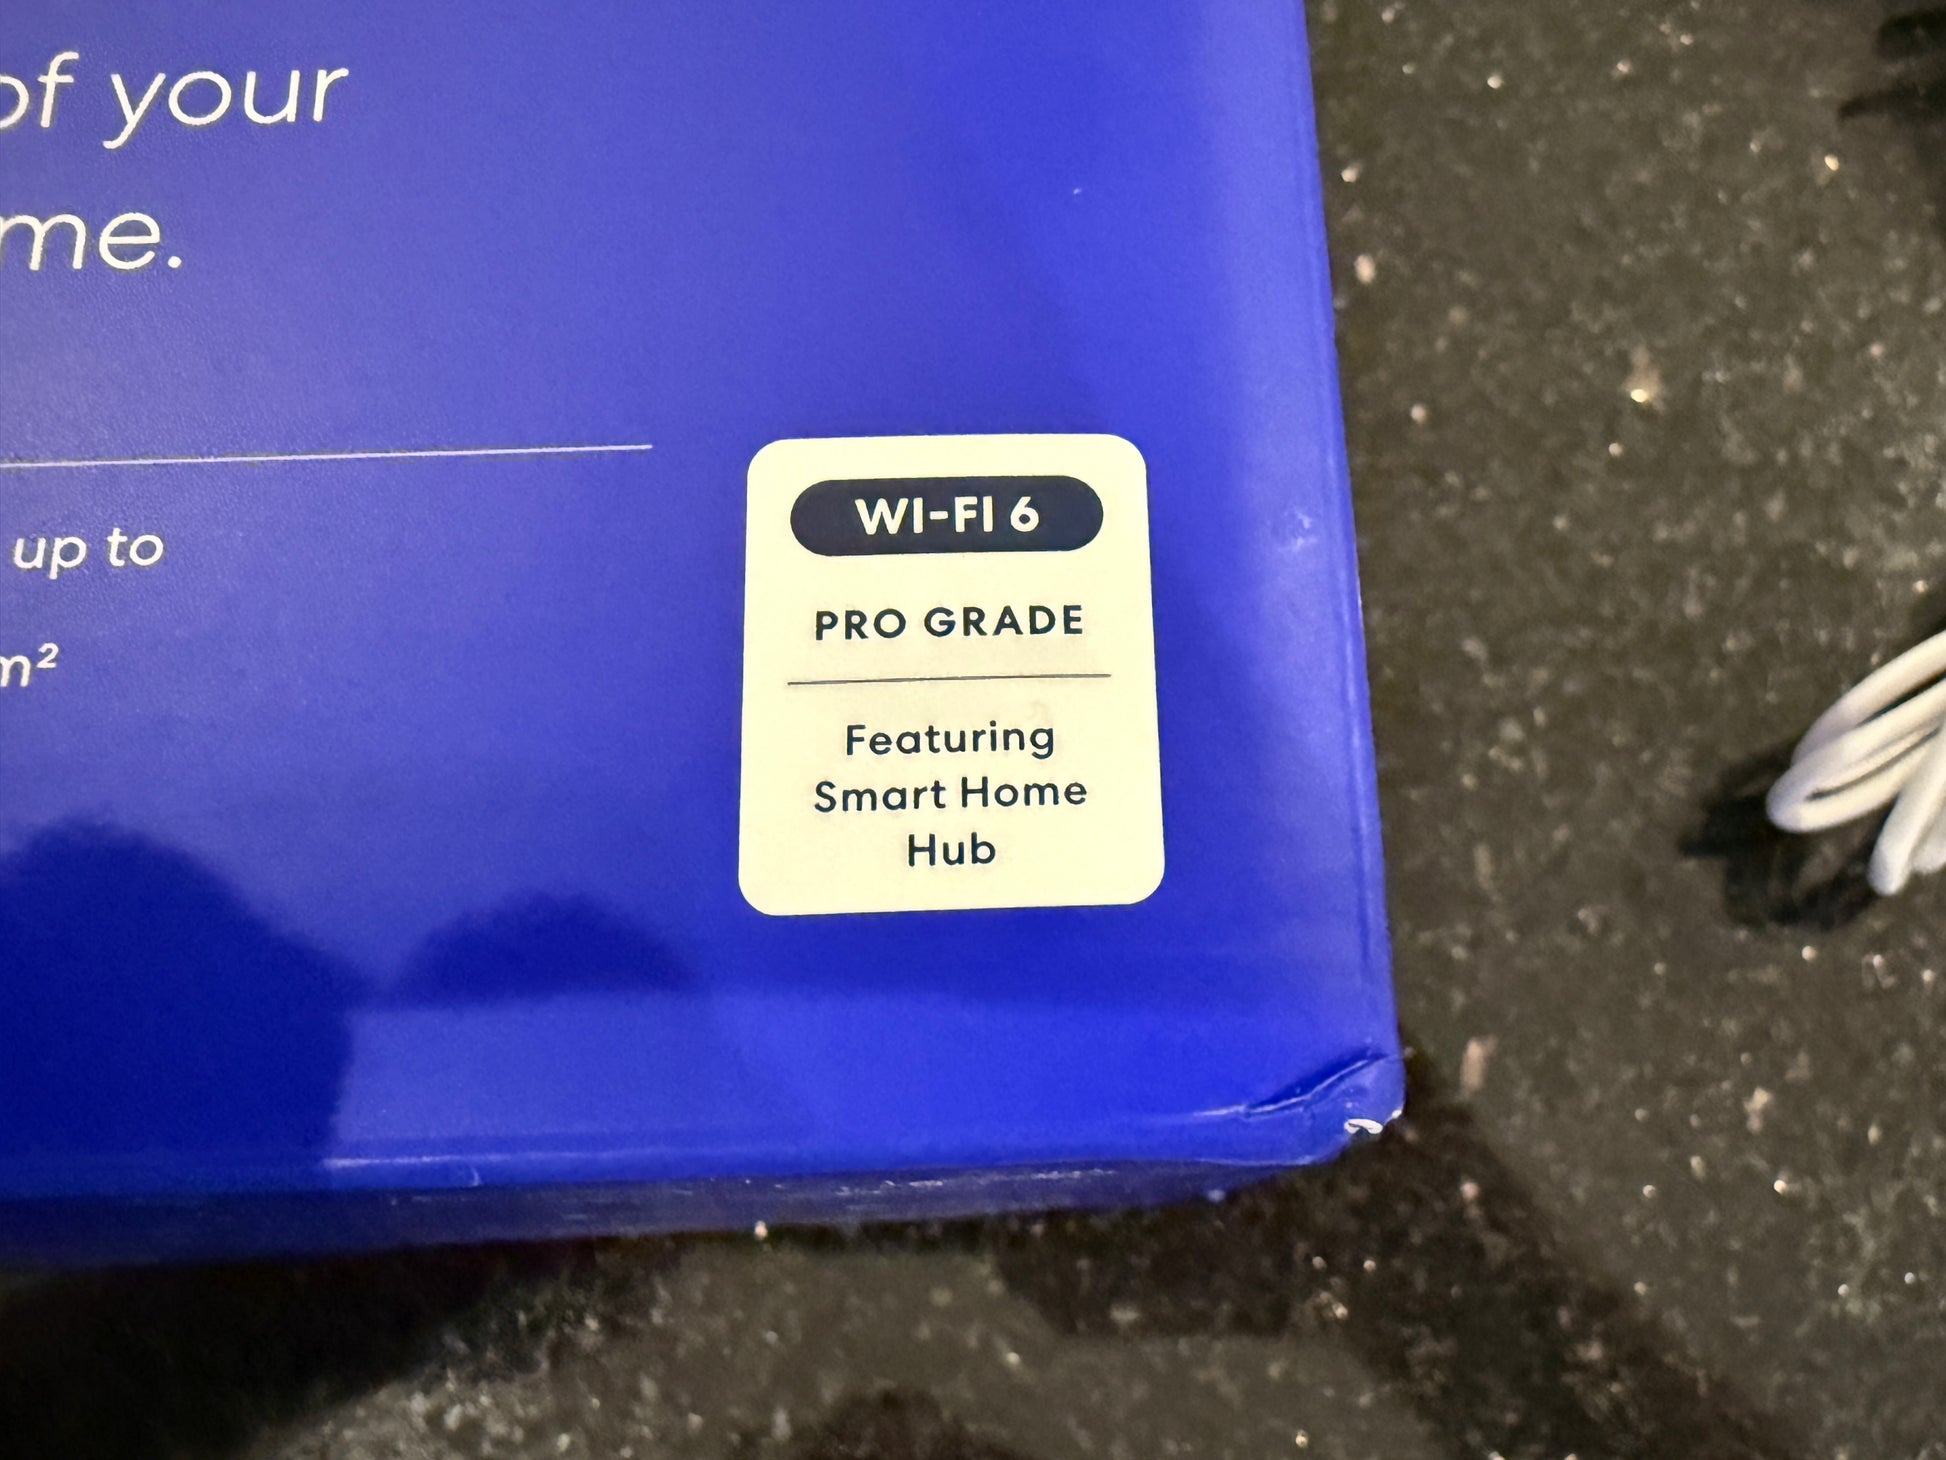 of your
me.
up to
m²
WI-FI 6
PRO GRADE
Featuring
Smart Home
Hub